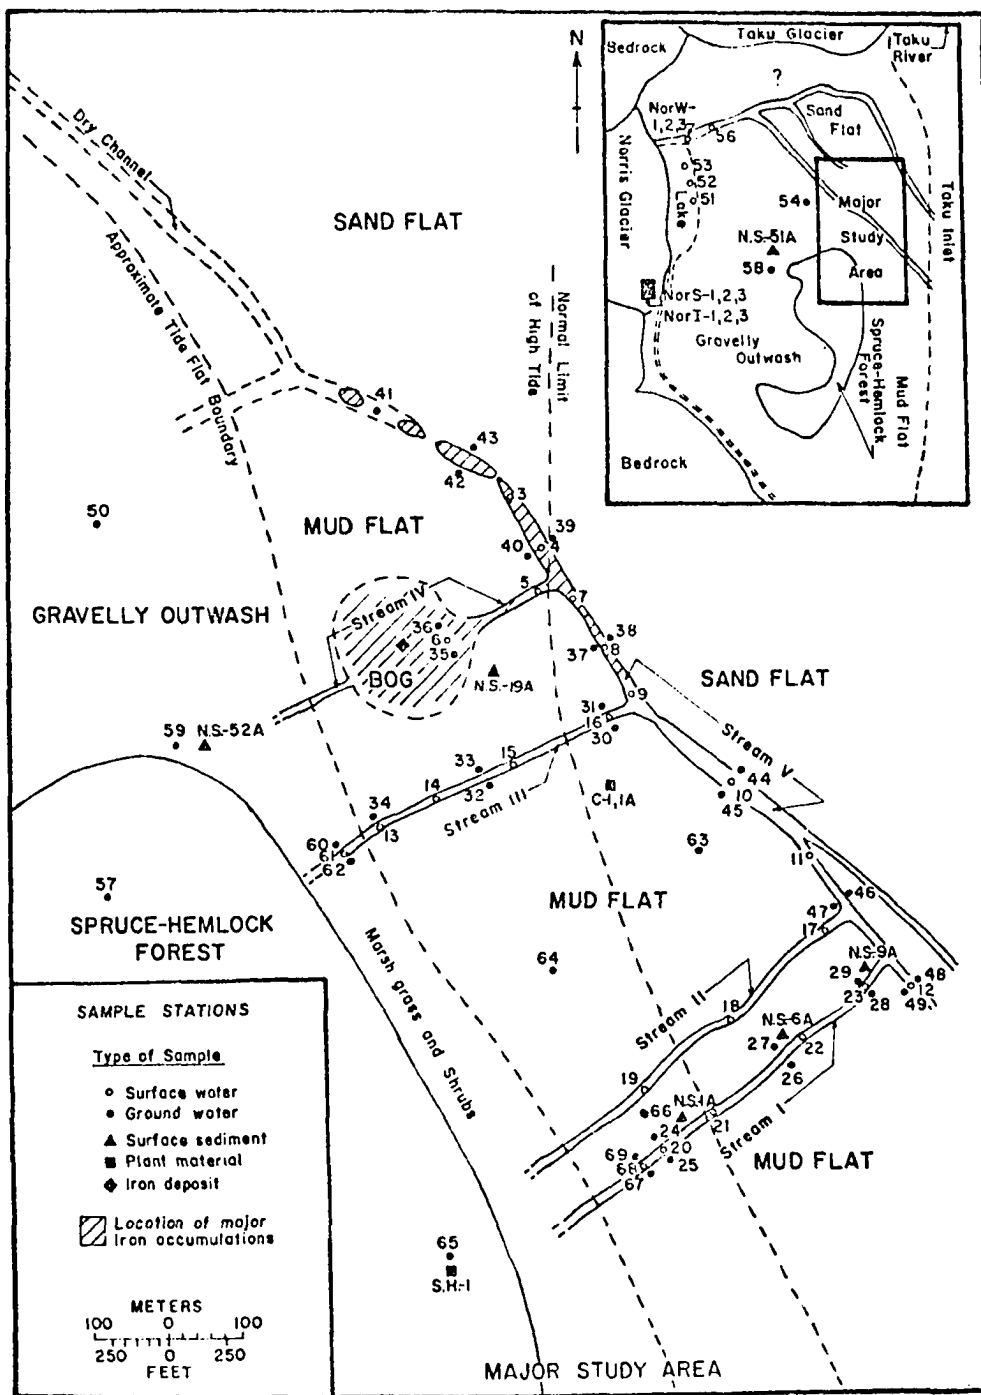 N
Taku Glacier
Bedrock
Taku
River
?
NorW-
1,2,3
56
Sand
Flat
53
52
51
Norris Glacier
Lake
54
Major
Study
Area
N.S.-51A
58
Taku Inlet
NorS-1,2,3
NorI-1,2,3
Gravelly
Outwash
Spruce-Hemlock
Forest
Mud Flat
Bedrock
Dry Channel
SAND FLAT
Approximate Tide Flat Boundary
Normal Limit
of High Tide
41
43
42
3
50
MUD FLAT
39
40
4
5
7
GRAVELLY OUTWASH
Stream IV
36
6
35
38
37
8
BOG
N.S.-19A
SAND FLAT
9
31
16
30
59
N.S.-52A
Stream V
33
15
44
14
32
10
45
C-1,1A
Stream III
34
13
60
61
62
63
11
57
MUD FLAT
46
47
17
SPRUCE-HEMLOCK
FOREST
Marsh grass and Shrubs
64
N.S.-9A
29
48
12
23
28
49
Stream II
18
N.S.-6A
27
22
26
19
66
N.S.-1A
21
Stream I
24
69
20
68
25
67
MUD FLAT
65
S.H.-1
SAMPLE STATIONS
Type of Sample
Surface water
Ground water
Surface sediment
Plant material
Iron deposit
Location of major
Iron accumulations
METERS
100 0 100
250 0 250
FEET
MAJOR STUDY AREA